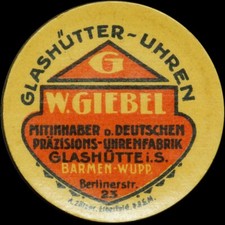 GLASHÜTTER-UHREN
G
W.GIEBEL
MITINHABER D.DEUTSCHEN
PRÄZISIONS-UHRENFABRIK
GLASHÜTTE i.S.
BARMEN-WUPP.
Berlinerstr.
23